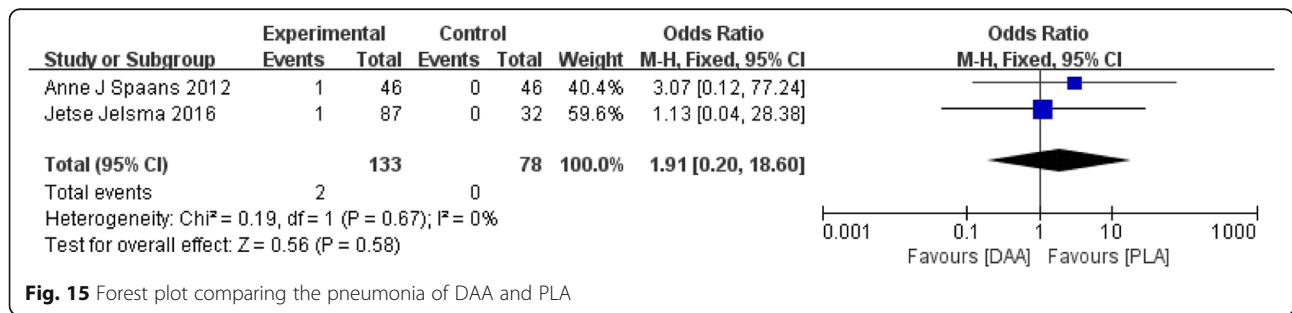 Experimental Control Odds Ratio Odds Ratio
Study or Subgroup Events Total Events Total Weight M-H, Fixed, 95% CI M-H, Fixed, 95% CI
Anne J Spaans 2012 1 46 0 46 40.4% 3.07 [0.12, 77.24]
Jetse Jelsma 2016 1 87 0 32 59.6% 1.13 [0.04, 28.38]
Total (95% CI) 133 78 100.0% 1.91 [0.20, 18.60]
Total events 2 0
Heterogeneity: Chi² = 0.19, df = 1 (P = 0.67); I² = 0%
Test for overall effect: Z = 0.56 (P = 0.58)
0.001 0.1 1 10 1000
Favours [DAA] Favours [PLA]
Fig. 15 Forest plot comparing the pneumonia of DAA and PLA